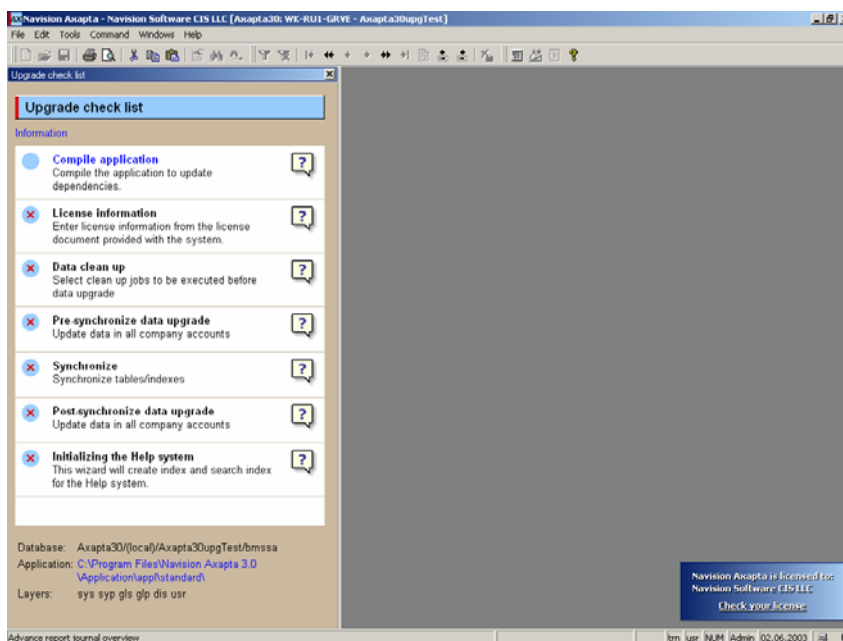 Navision Axapta - Navision Software CIS LLC [Axapta30: WK-RU1-GRVE - Axapta30upgTest]
File Edit Tools Command Windows Help
Upgrade check list
Upgrade check list
Information
Compile application
Compile the application to update
dependencies.
License information
Enter license information from the license
document provided with the system.
Data clean up
Select clean up jobs to be executed before
data upgrade
Pre-synchronize data upgrade
Update data in all company accounts
Synchronize
Synchronize tables/indexes
Post-synchronize data upgrade
Update data in all company accounts
Initializing the Help system
This wizard will create index and search index
for the Help system.
Database: Axapta30/(local)/Axapta30upgTest/bmssa
Application: C:\Program Files\Navision Axapta 3.0
\Application\appl\standard\
Layers: sys syp gls glp dis usr
Navision Axapta is licensed to:
Navision Software CIS LLC
Check your license
Advance report journal overview
trn usr NUM Admin 02.06.2003